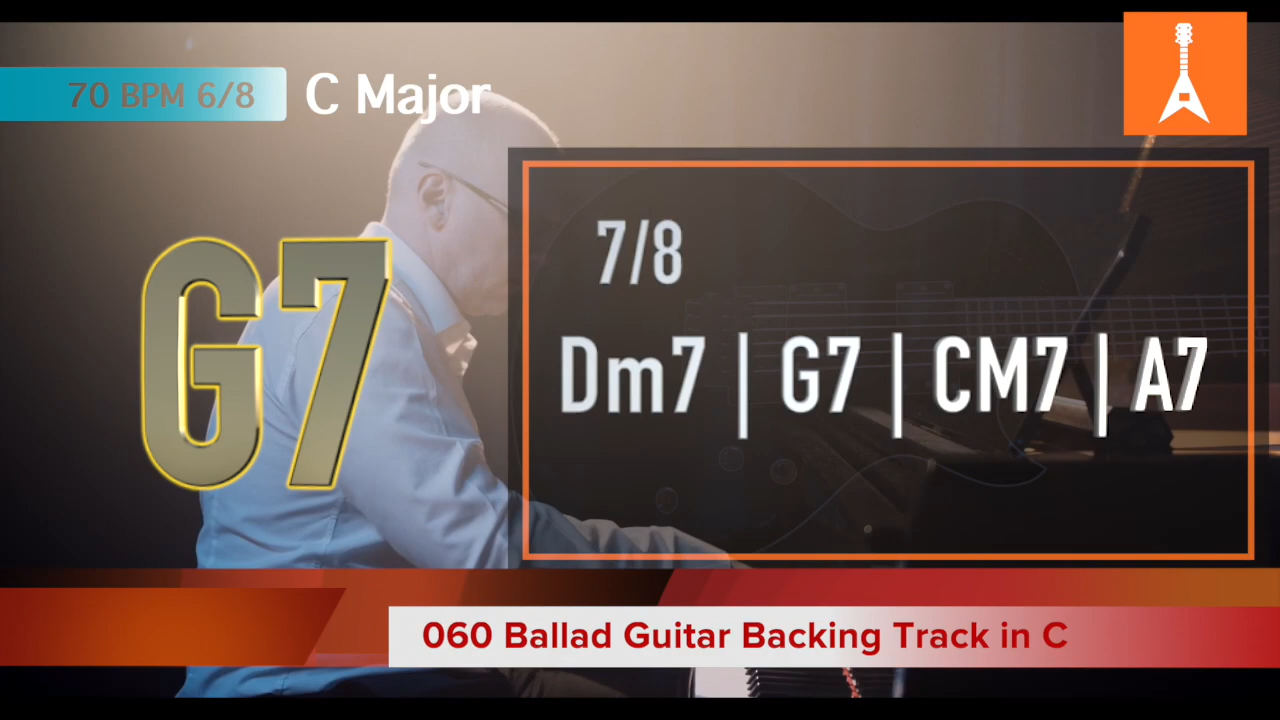 70 BPM 6/8
C Major
G7
7/8
Dm7 | G7 | CM7 | A7
060 Ballad Guitar Backing Track in C